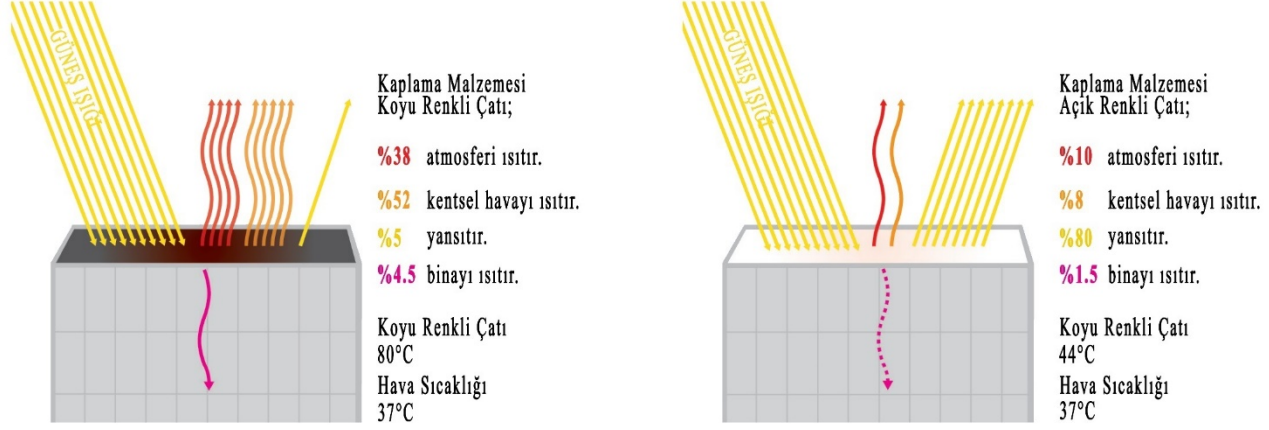 GÜNEŞ IŞIĞI
Kaplama Malzemesi
Koyu Renkli Çatı;
%38 atmosferi ısıtır.
%52 kentsel havayı ısıtır.
%5 yansıtır.
%4.5 binayı ısıtır.
Koyu Renkli Çatı
80°C
Hava Sıcaklığı
37°C
GÜNEŞ IŞIĞI
Kaplama Malzemesi
Açik Renkli Çatı;
%10 atmosferi ısıtır.
%8 kentsel havayı ısıtır.
%80 yansıtır.
%1.5 binayı ısıtır.
Koyu Renkli Çatı
44°C
Hava Sıcaklığı
37°C